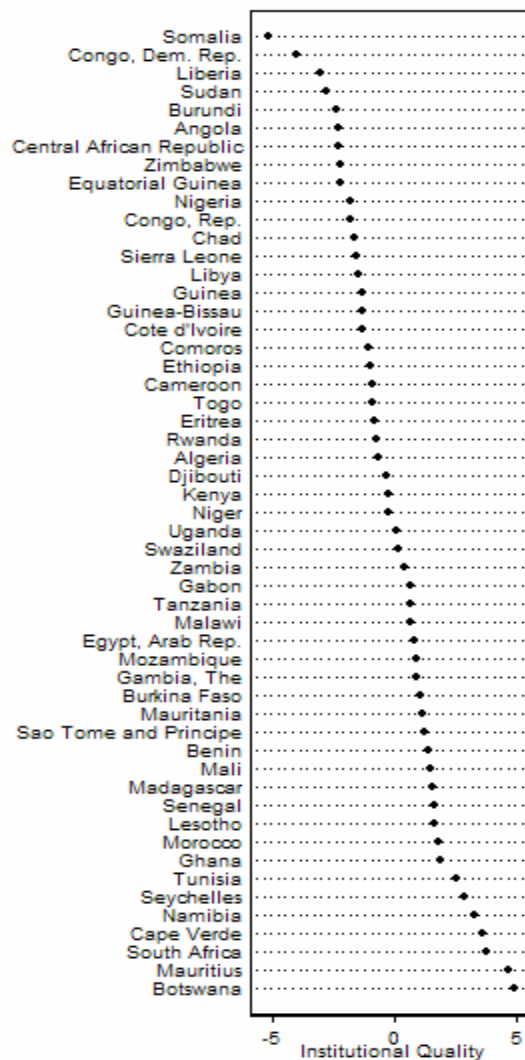 Somalia
Congo, Dem. Rep.
Liberia
Sudan
Burundi
Angola
Central African Republic
Zimbabwe
Equatorial Guinea
Nigeria
Congo, Rep.
Chad
Sierra Leone
Libya
Guinea
Guinea-Bissau
Cote d'Ivoire
Comoros
Ethiopia
Cameroon
Togo
Eritrea
Rwanda
Algeria
Djibouti
Kenya
Niger
Uganda
Swaziland
Zambia
Gabon
Tanzania
Malawi
Egypt, Arab Rep.
Mozambique
Gambia, The
Burkina Faso
Mauritania
Sao Tome and Principe
Benin
Mali
Madagascar
Senegal
Lesotho
Morocco
Ghana
Tunisia
Seychelles
Namibia
Cape Verde
South Africa
Mauritius
Botswana
-5 0 5
Institutional Quality